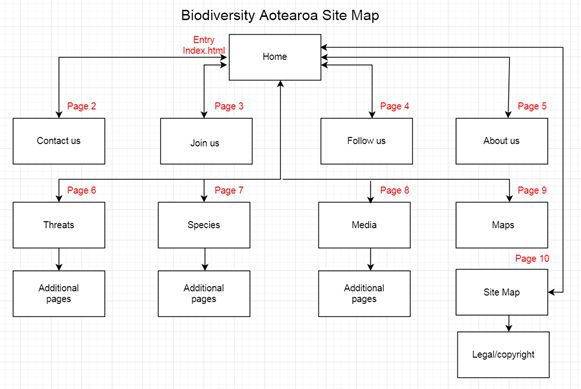 Biodiversity Aotearoa Site Map
Entry
Index.html
Home
Page 2
Page 3
Page 4
Page 5
Contact us
Join us
Follow us
About us
Page 6
Page 7
Page 8
Page 9
Threats
Species
Media
Maps
Page 10
Additional
pages
Additional
pages
Additional
pages
Site Map
Legal/copyright